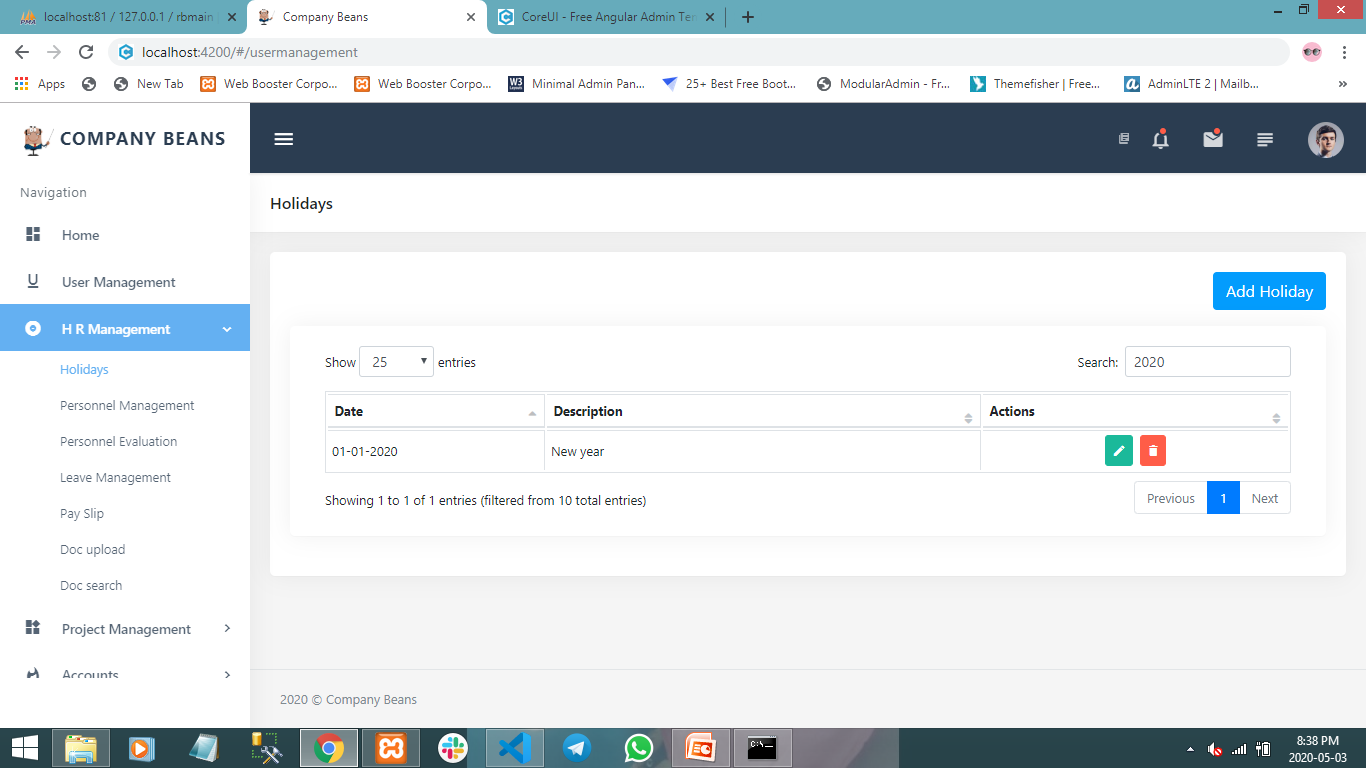 localhost:81 / 127.0.0.1 / rbmain
Company Beans
CoreUI - Free Angular Admin Te
localhost:4200/#/usermanagement
Apps
New Tab
Web Booster Corpo...
Web Booster Corpo...
Minimal Admin Pan...
25+ Best Free Boot...
ModularAdmin - Fr...
Themefisher | Free...
AdminLTE 2 | Mailb...
COMPANY BEANS
Navigation
Home
User Management
H R Management
Holidays
Personnel Management
Personnel Evaluation
Leave Management
Pay Slip
Doc upload
Doc search
Project Management
Accounts
Holidays
Add Holiday
Show 25 entries
Search: 2020
Date Description Actions
01-01-2020 New year
Showing 1 to 1 of 1 entries (filtered from 10 total entries)
Previous 1 Next
2020 © Company Beans
8:38 PM
2020-05-03